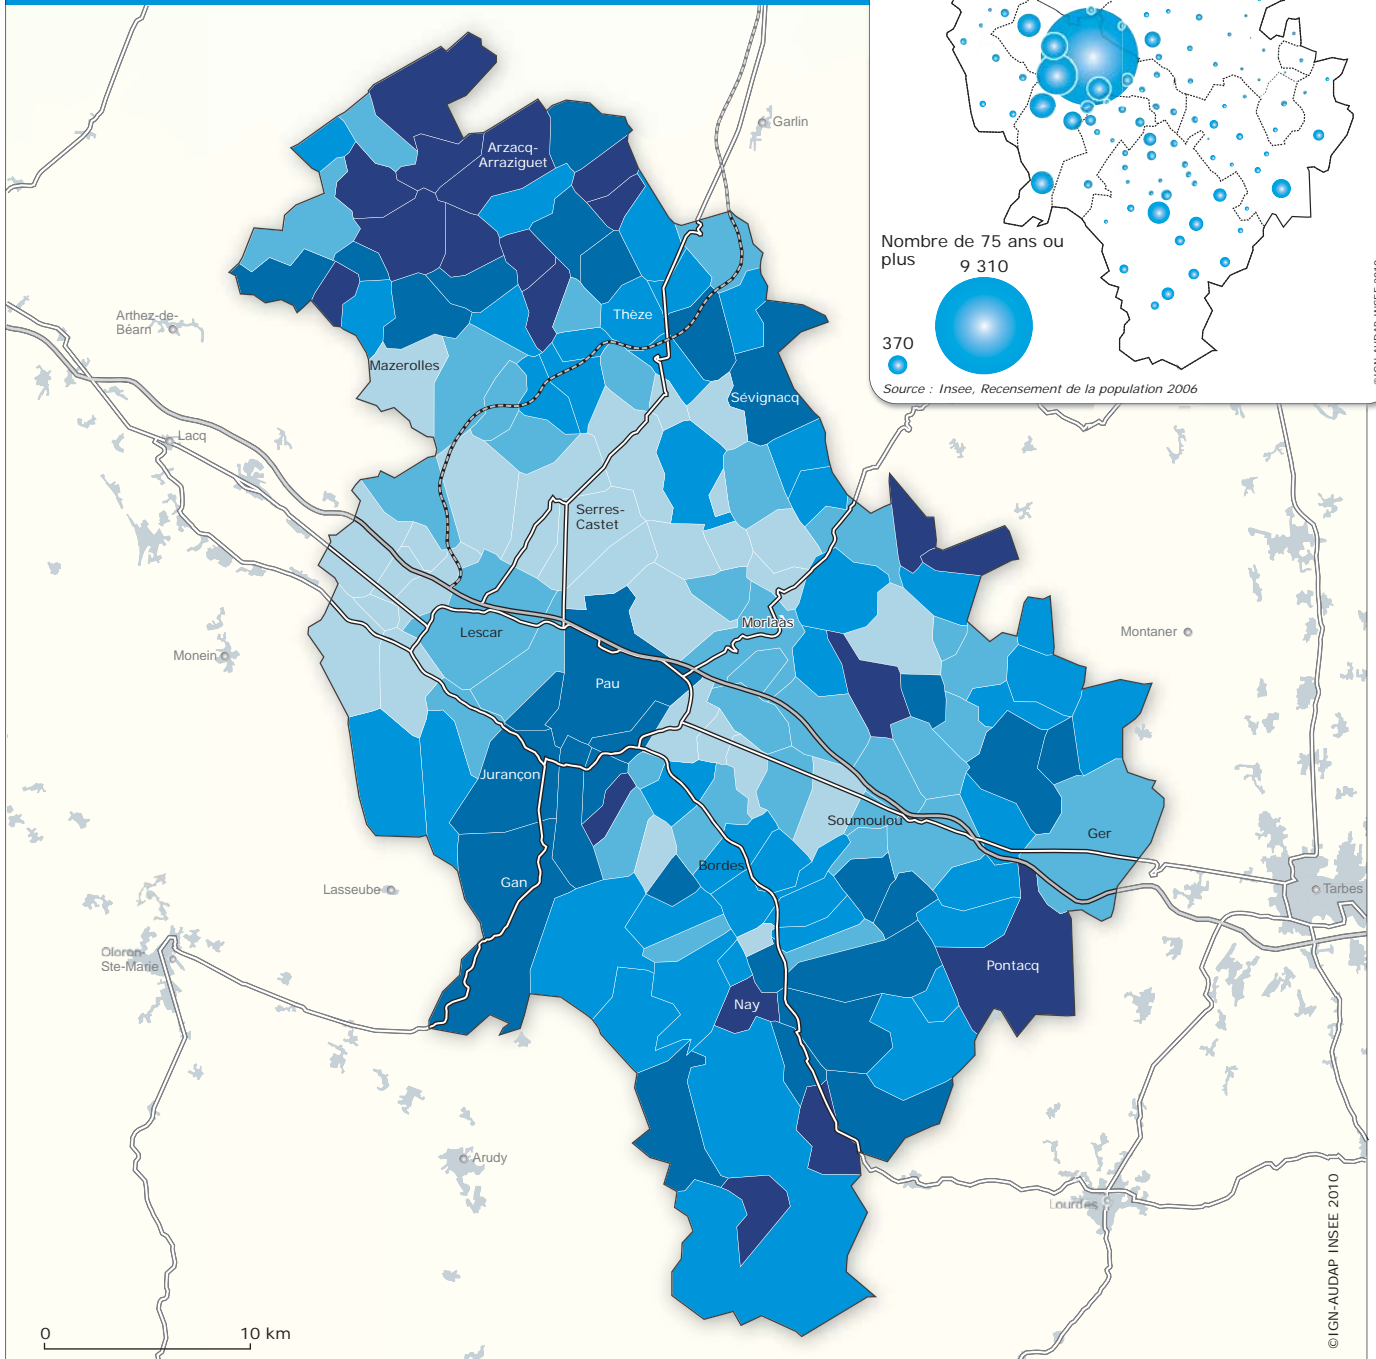 Garlin
Arzacq-
Arraziguet
Nombre de 75 ans ou
plus
9 310
370
Source : Insee, Recensement de la population 2006
Thèze
Arthez-de-
Béarn
Mazerolles
Sévignacq
Lacq
Serres-
Castet
Morlaàs
Lescar
Montaner
Monein
Pau
Jurançon
Soumoulou
Ger
Bordes
Gan
Lasseube
Tarbes
Oloron-
Ste-Marie
Pontacq
Nay
Arudy
Lourdes
0 10 km
©IGN-AUDAP INSEE 2010